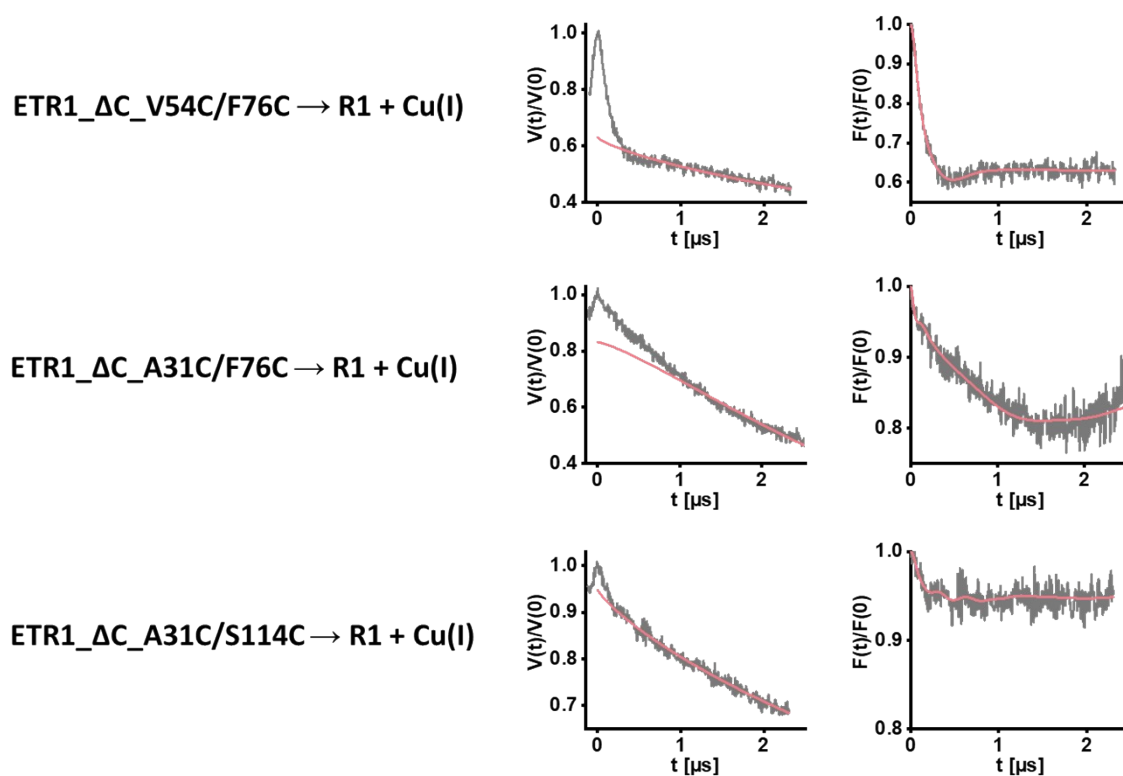 ETR1_ΔC_V54C/F76C → R1 + Cu(I)
V(t)/V(0)
1.0
0.8
0.6
0.4
0
1
2
t [µs]
F(t)/F(0)
1.0
0.9
0.8
0.7
0.6
0
1
2
t [µs]
ETR1_ΔC_A31C/F76C → R1 + Cu(I)
V(t)/V(0)
1.0
0.8
0.6
0.4
0
1
2
t [µs]
F(t)/F(0)
1.0
0.9
0.8
0
1
2
t [µs]
ETR1_ΔC_A31C/S114C → R1 + Cu(I)
V(t)/V(0)
1.0
0.9
0.8
0.7
0
1
2
t [µs]
F(t)/F(0)
1.0
0.9
0.8
0
1
2
t [µs]